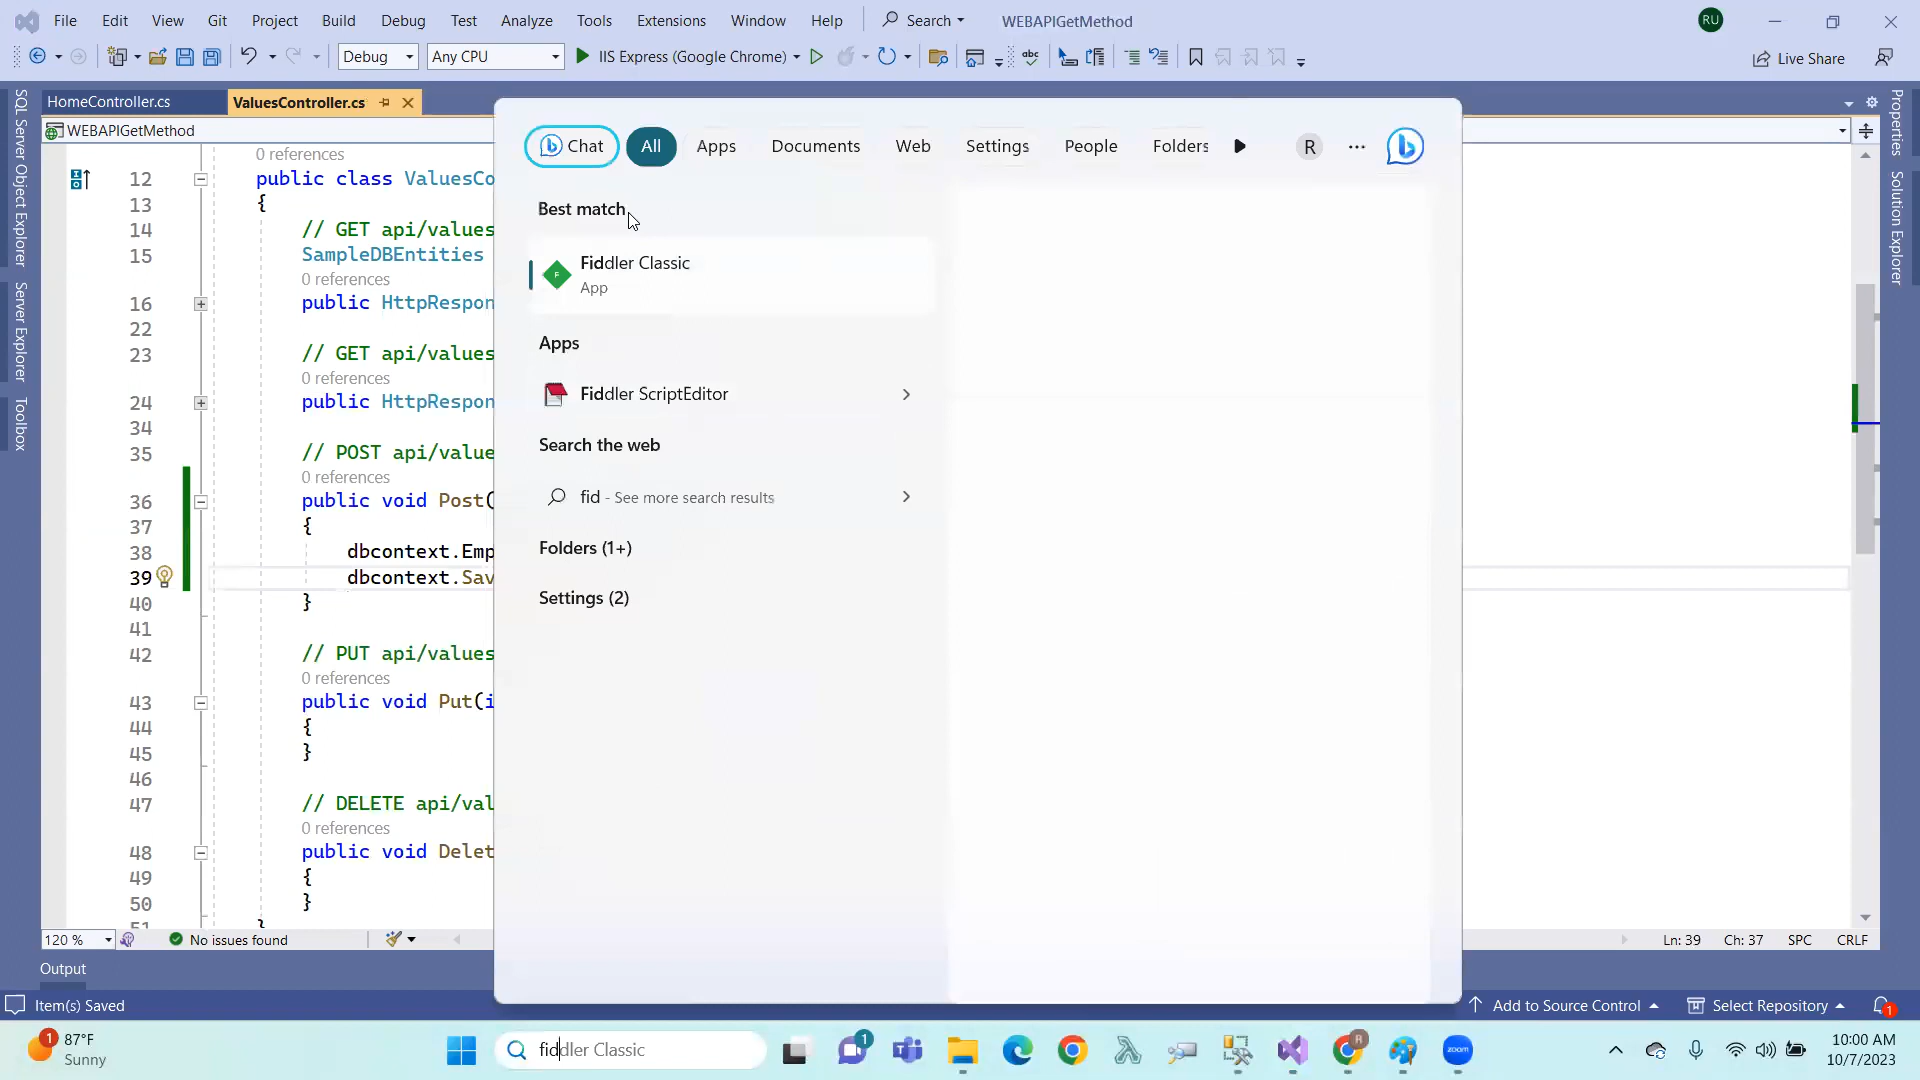 File Edit View Git Project Build Debug Test Analyze Tools Extensions Window Help Search WEBAPIGetMethod RU
Debug Any CPU IIS Express (Google Chrome) Live Share
HomeController.cs ValuesController.cs
WEBAPIGetMethod
SQL Server Object Explorer
Server Explorer
Toolbox
Properties
Solution Explorer
0 references
12 public class ValuesCo
13 {
14 // GET api/values
15 SampleDBEntities
0 references
16 public HttpRespon
22
23 // GET api/values
0 references
24 public HttpRespon
34
35 // POST api/value
0 references
36 public void Post(
37 {
38 dbcontext.Emp
39 dbcontext.Sav
40 }
41
42 // PUT api/values
0 references
43 public void Put(i
44 {
45 }
46
47 // DELETE api/val
0 references
48 public void Delet
49 {
50 }
51 }
Chat All Apps Documents Web Settings People Folders R
Best match
Fiddler Classic
App
Apps
Fiddler ScriptEditor
Search the web
fid - See more search results
Folders (1+)
Settings (2)
120 % No issues found Ln: 39 Ch: 37 SPC CRLF
Output
Item(s) Saved Add to Source Control Select Repository 1
1 87°F
Sunny
fiddler Classic
1
R
zoom
10:00 AM
10/7/2023